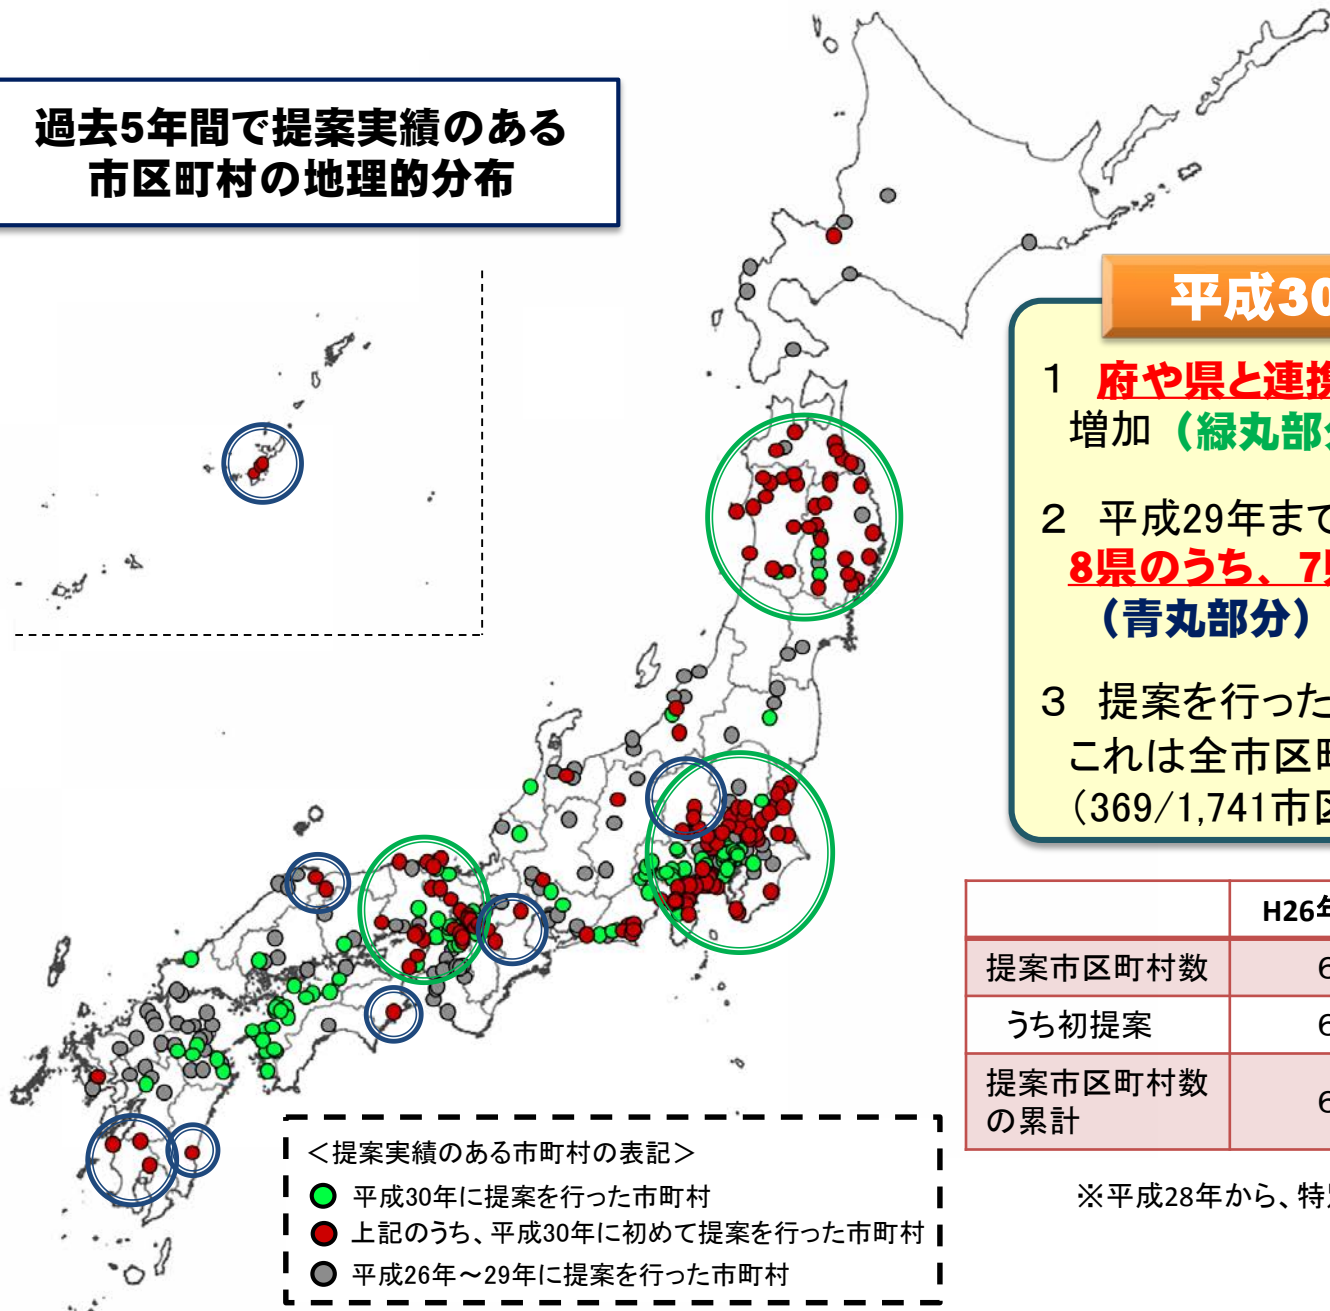 過去5年間で提案実績のある
市区町村の地理的分布
平成30
1 府や県と連携
増加（緑丸部分
2 平成29年まで
8県のうち、7
（青丸部分）
3 提案を行った
これは全市区
（369/1,741市区
H26年
提案市区町村数 6
うち初提案 6
提案市区町村数
の累計 6
※平成28年から、特
＜提案実績のある市町村の表記＞
平成30年に提案を行った市町村
上記のうち、平成30年に初めて提案を行った市町村
平成26年～29年に提案を行った市町村